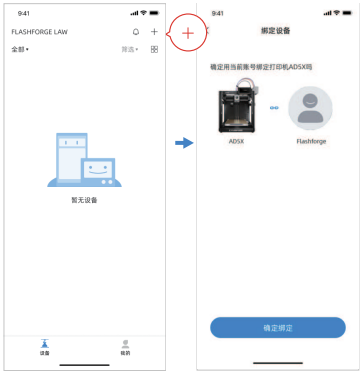 9:41
FLASHFORGE LAW
全部
筛选
暂无设备
设备
我的
9:41
绑定设备
确定用当前账号绑定打印机AD5X吗
AD5X
Flashforge
确定绑定